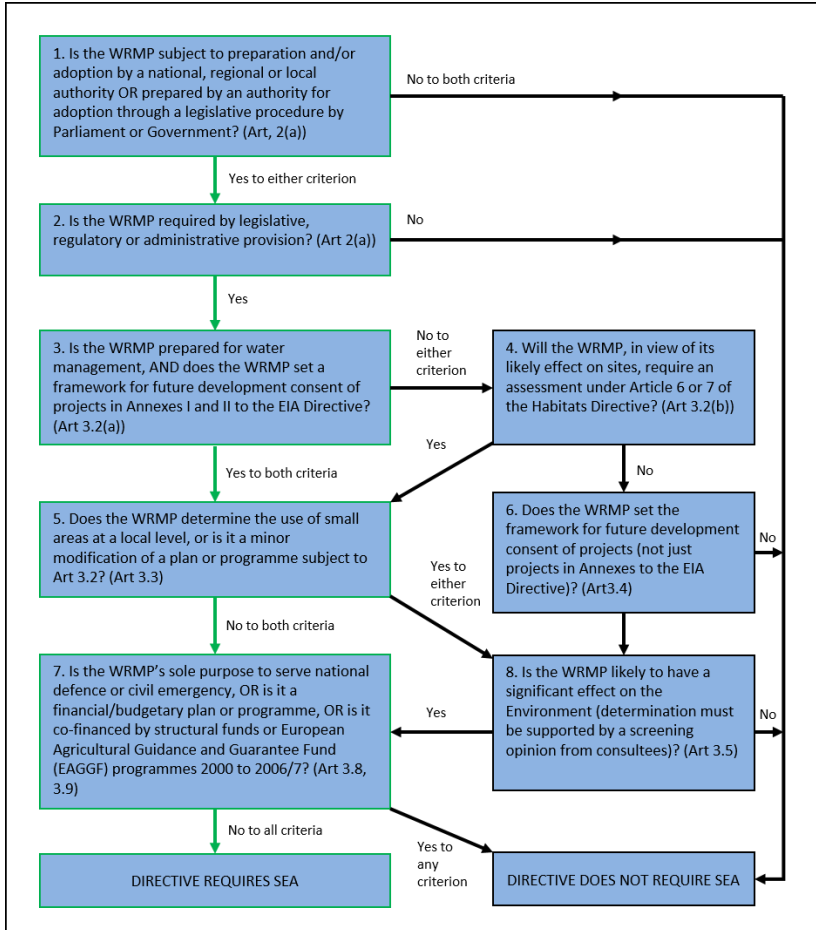 1. Is the WRMP subject to preparation and/or
adoption by a national, regional or local
authority OR prepared by an authority for
adoption through a legislative procedure by
Parliament or Government? (Art, 2(a))
No to both criteria
Yes to either criterion
2. Is the WRMP required by legislative,
regulatory or administrative provision? (Art 2(a))
No
Yes
3. Is the WRMP prepared for water
management, AND does the WRMP set a
framework for future development consent of
projects in Annexes I and II to the EIA Directive?
(Art 3.2(a))
No to
either
criterion
4. Will the WRMP, in view of its
likely effect on sites, require an
assessment under Article 6 or 7 of
the Habitats Directive? (Art 3.2(b))
Yes
Yes to both criteria
No
5. Does the WRMP determine the use of small
areas at a local level, or is it a minor
modification of a plan or programme subject to
Art 3.2? (Art 3.3)
6. Does the WRMP set the
framework for future development
consent of projects (not just
projects in Annexes to the EIA
Directive)? (Art3.4)
No
Yes to
either
criterion
No to both criteria
7. Is the WRMP’s sole purpose to serve national
defence or civil emergency, OR is it a
financial/budgetary plan or programme, OR is it
co-financed by structural funds or European
Agricultural Guidance and Guarantee Fund
(EAGGF) programmes 2000 to 2006/7? (Art 3.8,
3.9)
Yes
8. Is the WRMP likely to have a
significant effect on the
Environment (determination must
be supported by a screening
opinion from consultees)? (Art 3.5)
No
No to all criteria
Yes to
any
criterion
DIRECTIVE REQUIRES SEA
DIRECTIVE DOES NOT REQUIRE SEA